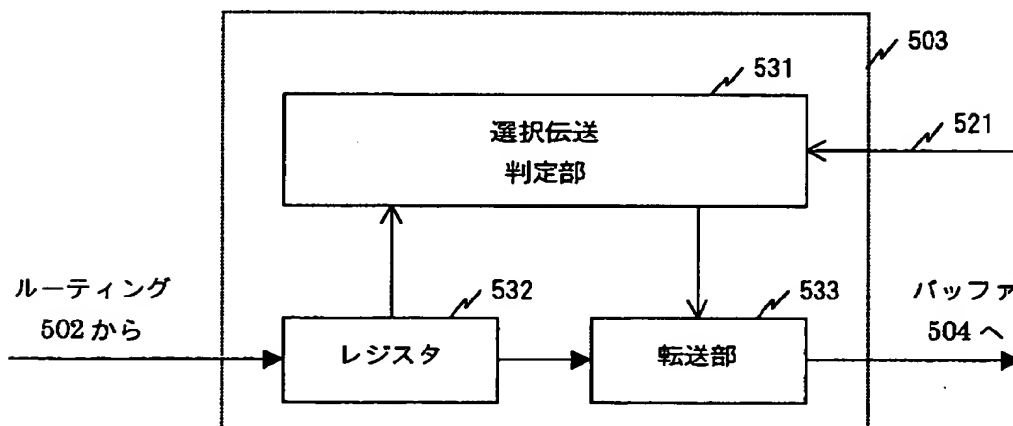 503
531
選択伝送
判定部
521
ルーティング
502から
532
レジスタ
533
転送部
バッファ
504へ